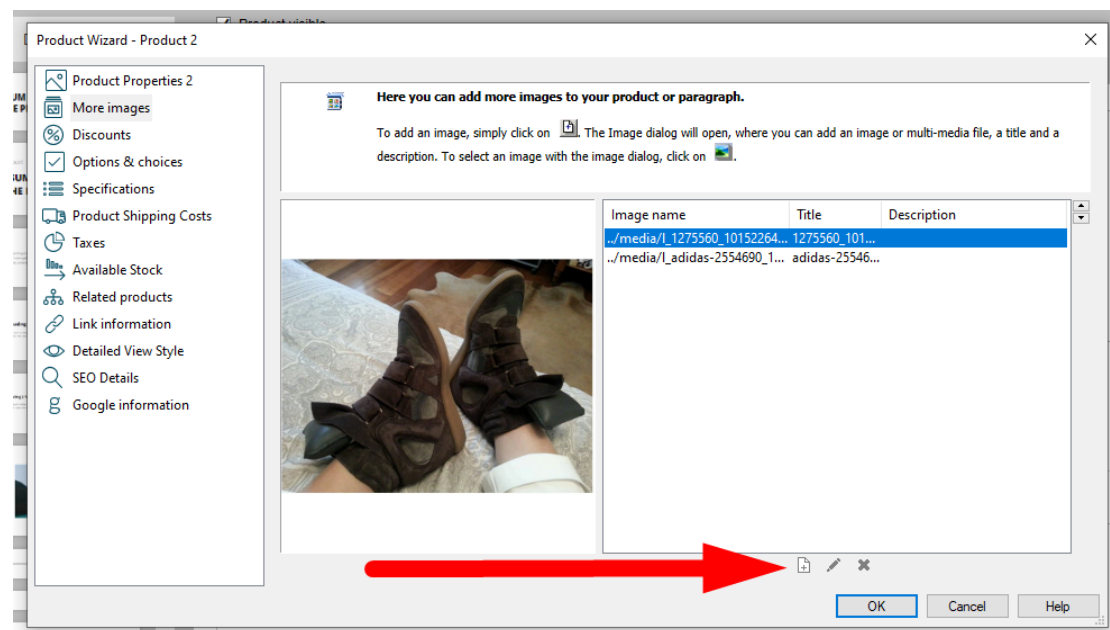 Product visible
Product Wizard - Product 2
Product Properties 2
More images
Discounts
Options & choices
Specifications
Product Shipping Costs
Taxes
Available Stock
Related products
Link information
Detailed View Style
SEO Details
Google information
Here you can add more images to your product or paragraph.
To add an image, simply click on . The Image dialog will open, where you can add an image or multi-media file, a title and a
description. To select an image with the image dialog, click on .
Image name Title Description
../media/l_1275560_10152264... 1275560_101...
../media/l_adidas-2554690_1... adidas-25546...
OK Cancel Help